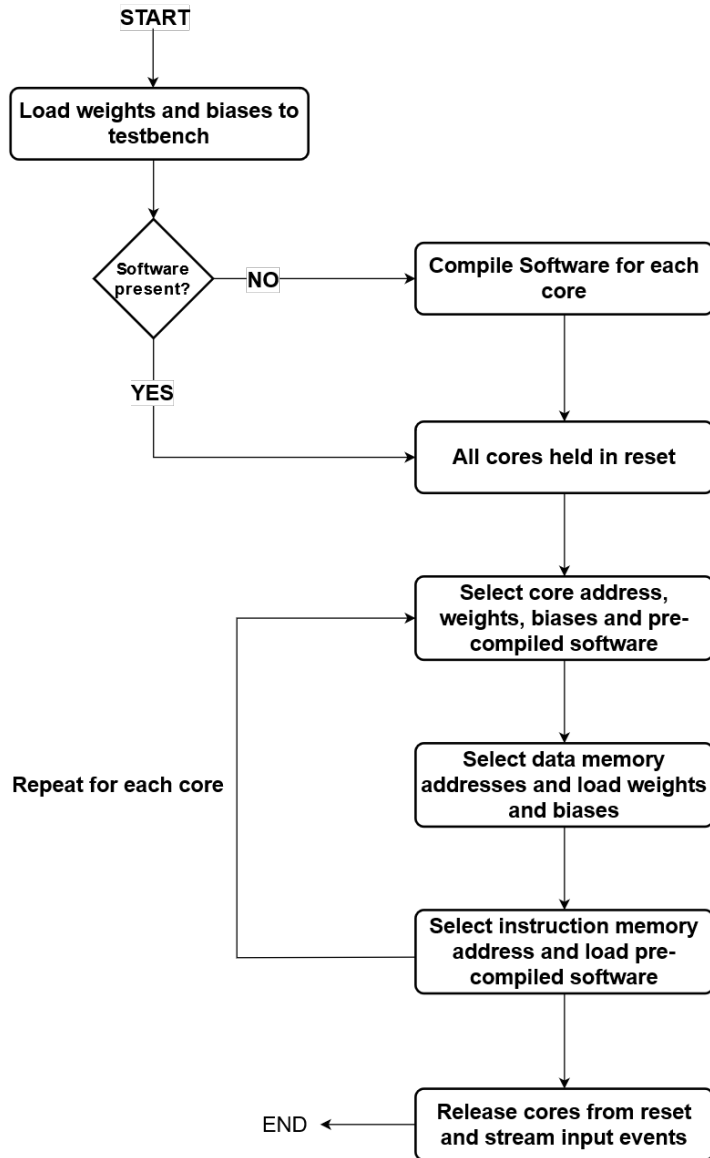 START
Load weights and biases to
testbench
Software
present?
NO
Compile Software for each
core
YES
All cores held in reset
Select core address,
weights, biases and pre-
compiled software
Select data memory
addresses and load weights
and biases
Repeat for each core
Select instruction memory
address and load pre-
compiled software
Release cores from reset
and stream input events
END